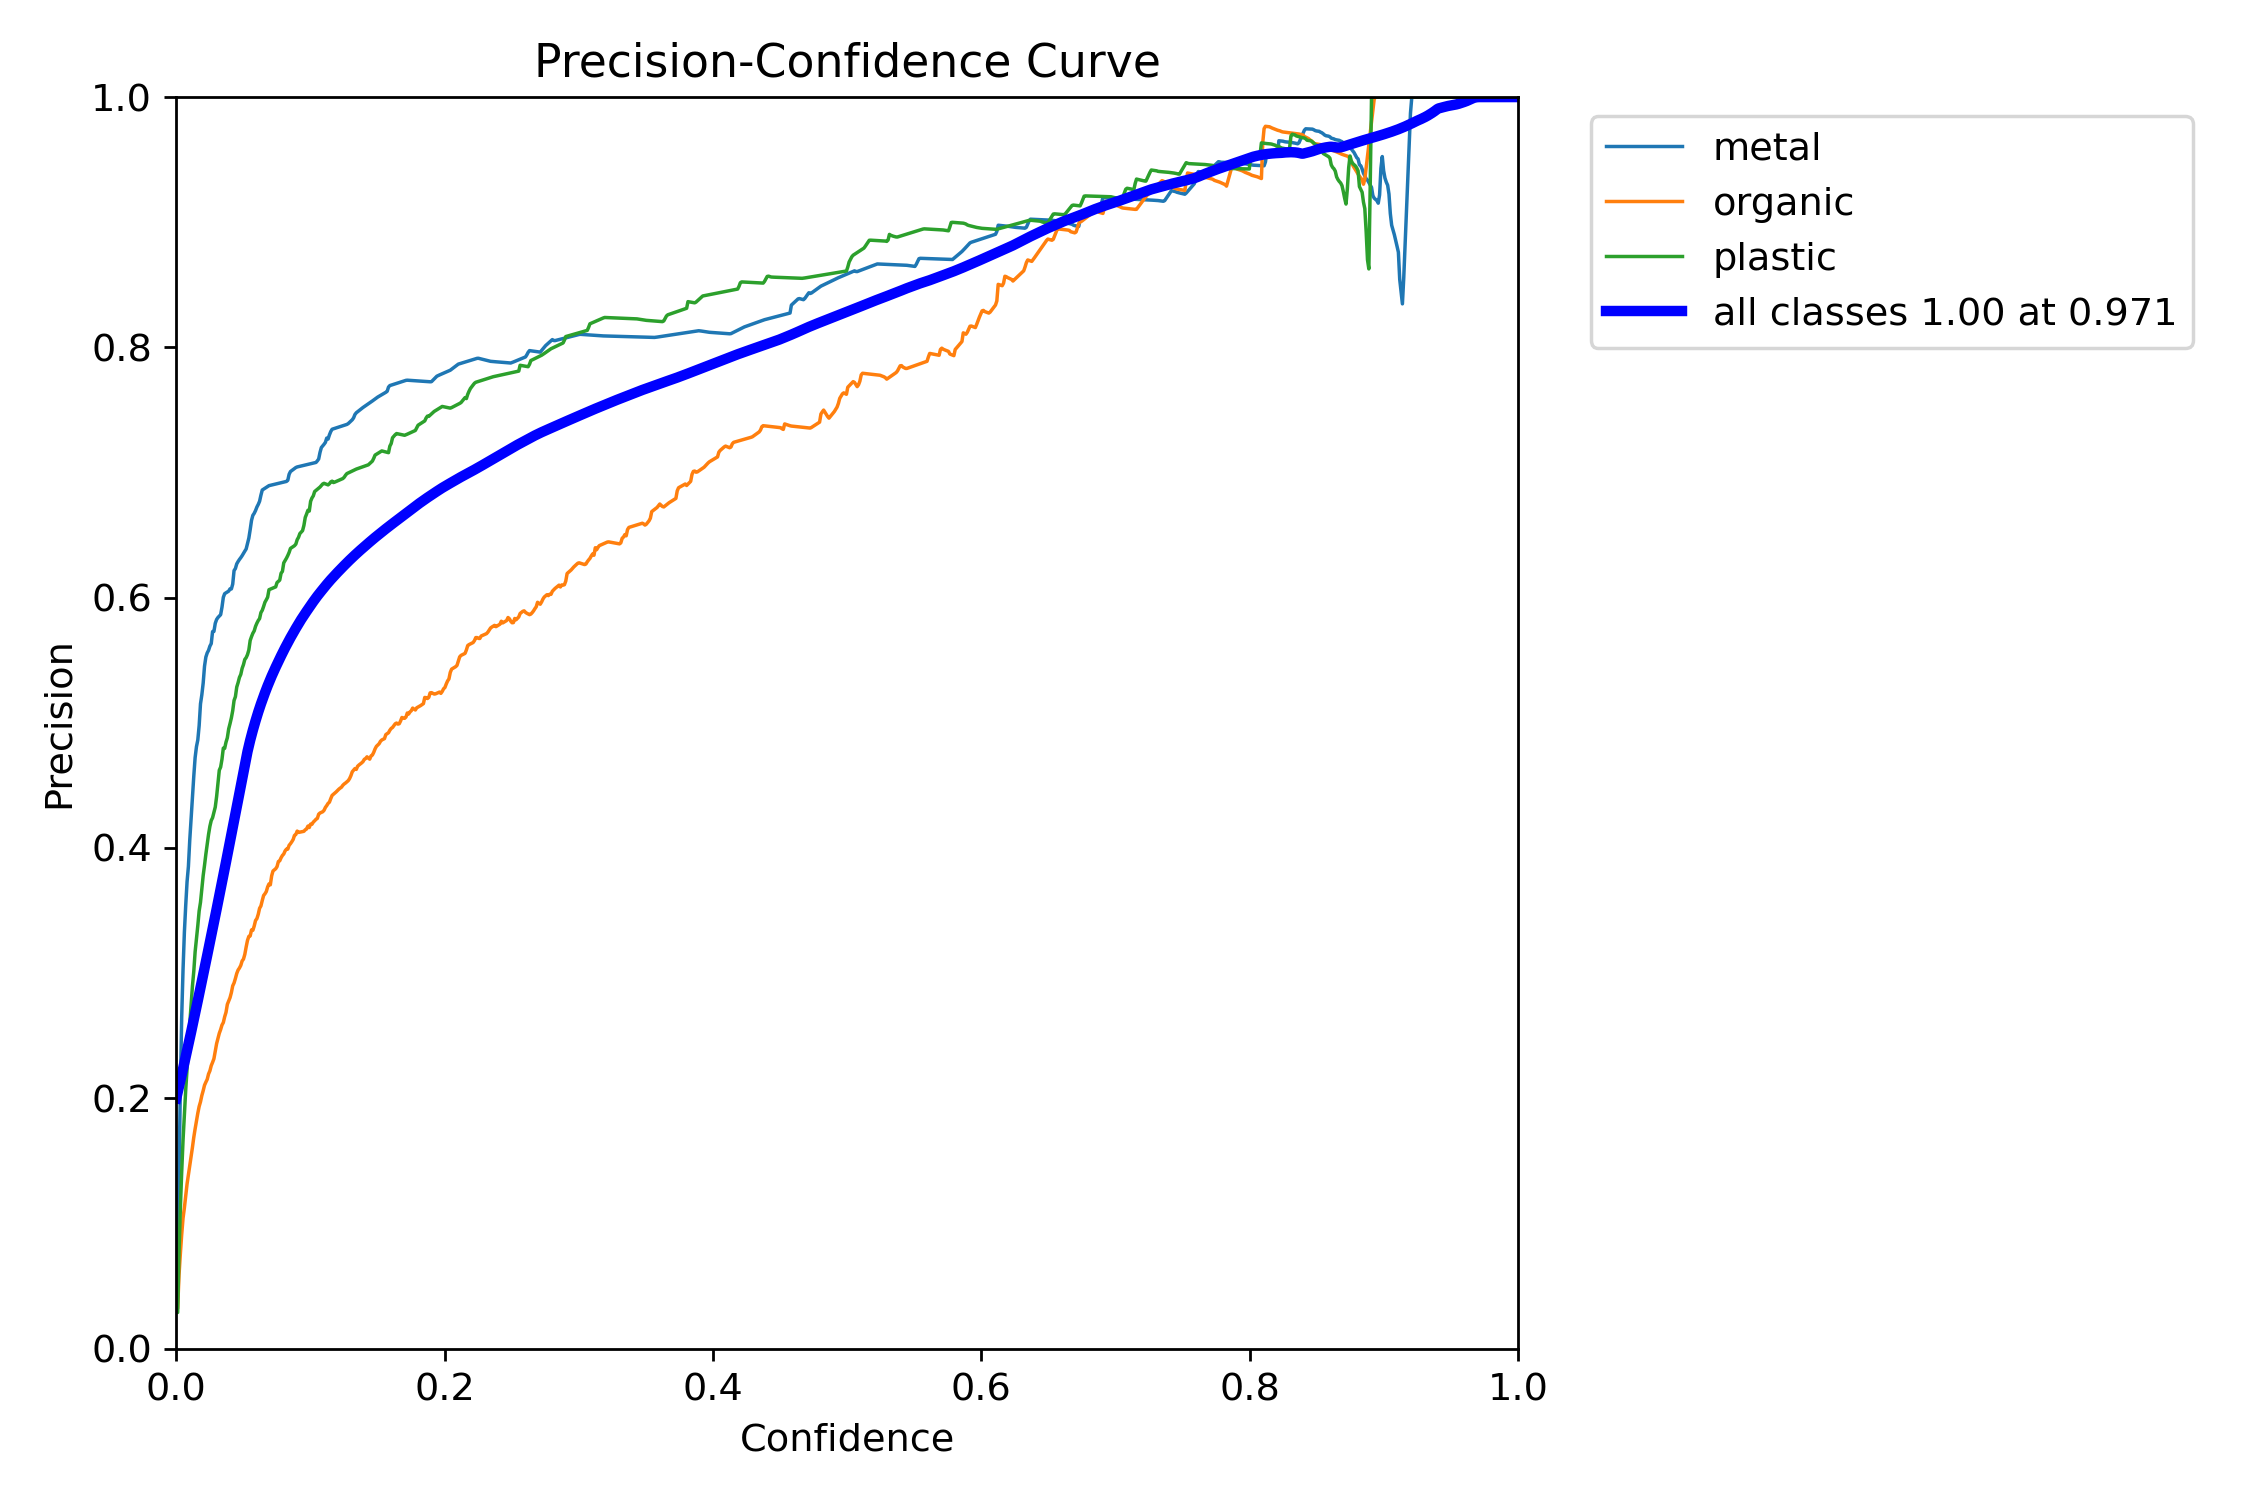 Precision-Confidence Curve
1.0
0.8
0.6
0.4
0.2
0.0
Precision
0.0 0.2 0.4 0.6 0.8 1.0
Confidence
metal
organic
plastic
all classes 1.00 at 0.971